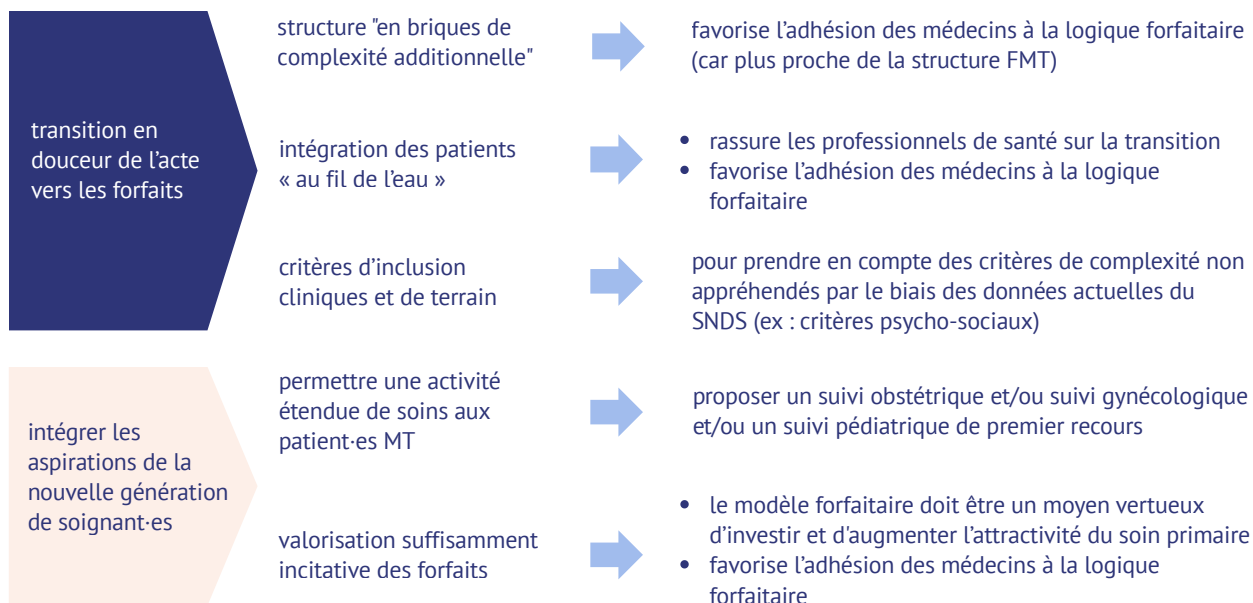 transition en
douceur de l'acte
vers les forfaits
structure "en briques de
complexité additionnelle"
favorise l’adhésion des médecins à la logique forfaitaire
(car plus proche de la structure FMT)
intégration des patients
« au fil de l’eau »
• rassure les professionnels de santé sur la transition
• favorise l’adhésion des médecins à la logique
forfaitaire
critères d’inclusion
cliniques et de terrain
pour prendre en compte des critères de complexité non
appréhendés par le biais des données actuelles du
SNDS (ex : critères psycho-sociaux)
intégrer les
aspirations de la
nouvelle génération
de soignant·es
permettre une activité
étendue de soins aux
patient·es MT
proposer un suivi obstétrique et/ou suivi gynécologique
et/ou un suivi pédiatrique de premier recours
valorisation suffisamment
incitative des forfaits
• le modèle forfaitaire doit être un moyen vertueux
d’investir et d'augmenter l’attractivité du soin primaire
• favorise l’adhésion des médecins à la logique
forfaitaire